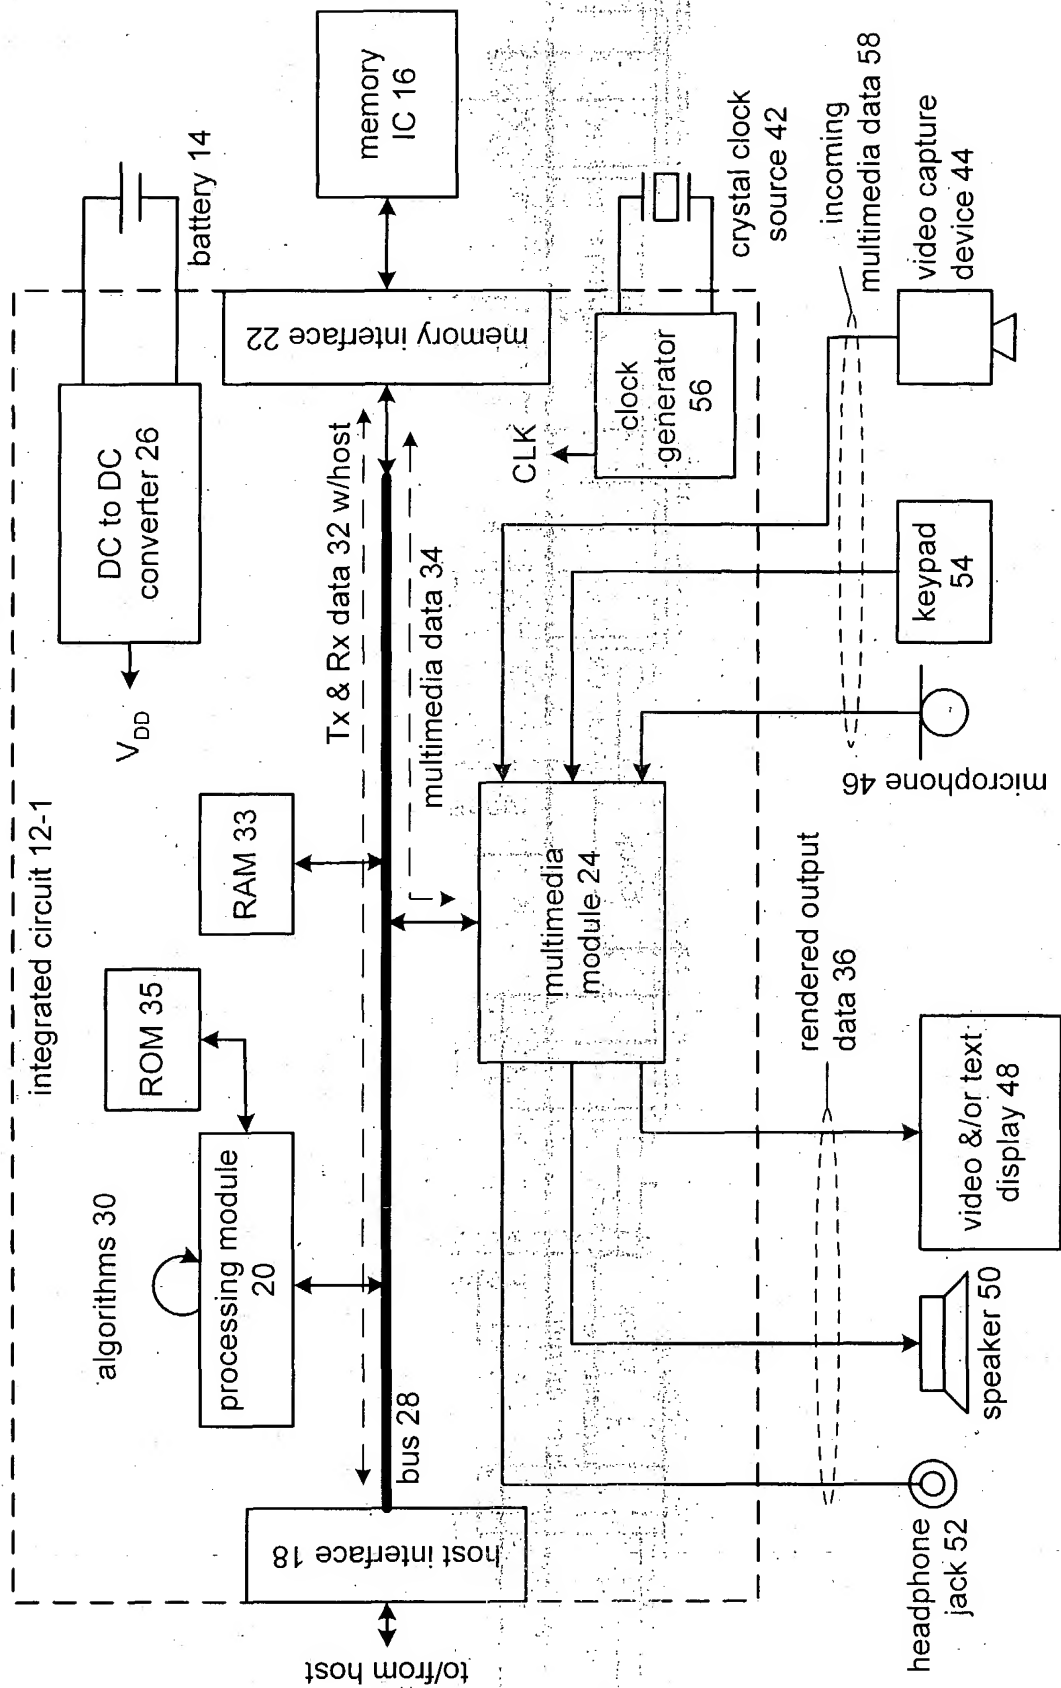 integrated circuit 12-1
DC to DC
converter 26
battery 14
V_DD
memory
IC 16
memory interface 22
ROM 35
RAM 33
algorithms 30
processing module
20
Tx & Rx data 32 w/host
multimedia data 34
bus 28
host interface 18
to/from host
CLK
clock
generator
56
crystal clock
source 42
multimedia
module 24
incoming
multimedia data 58
rendered output
data 36
headphone
jack 52
speaker 50
video &/or text
display 48
microphone 46
keypad
54
video capture
device 44